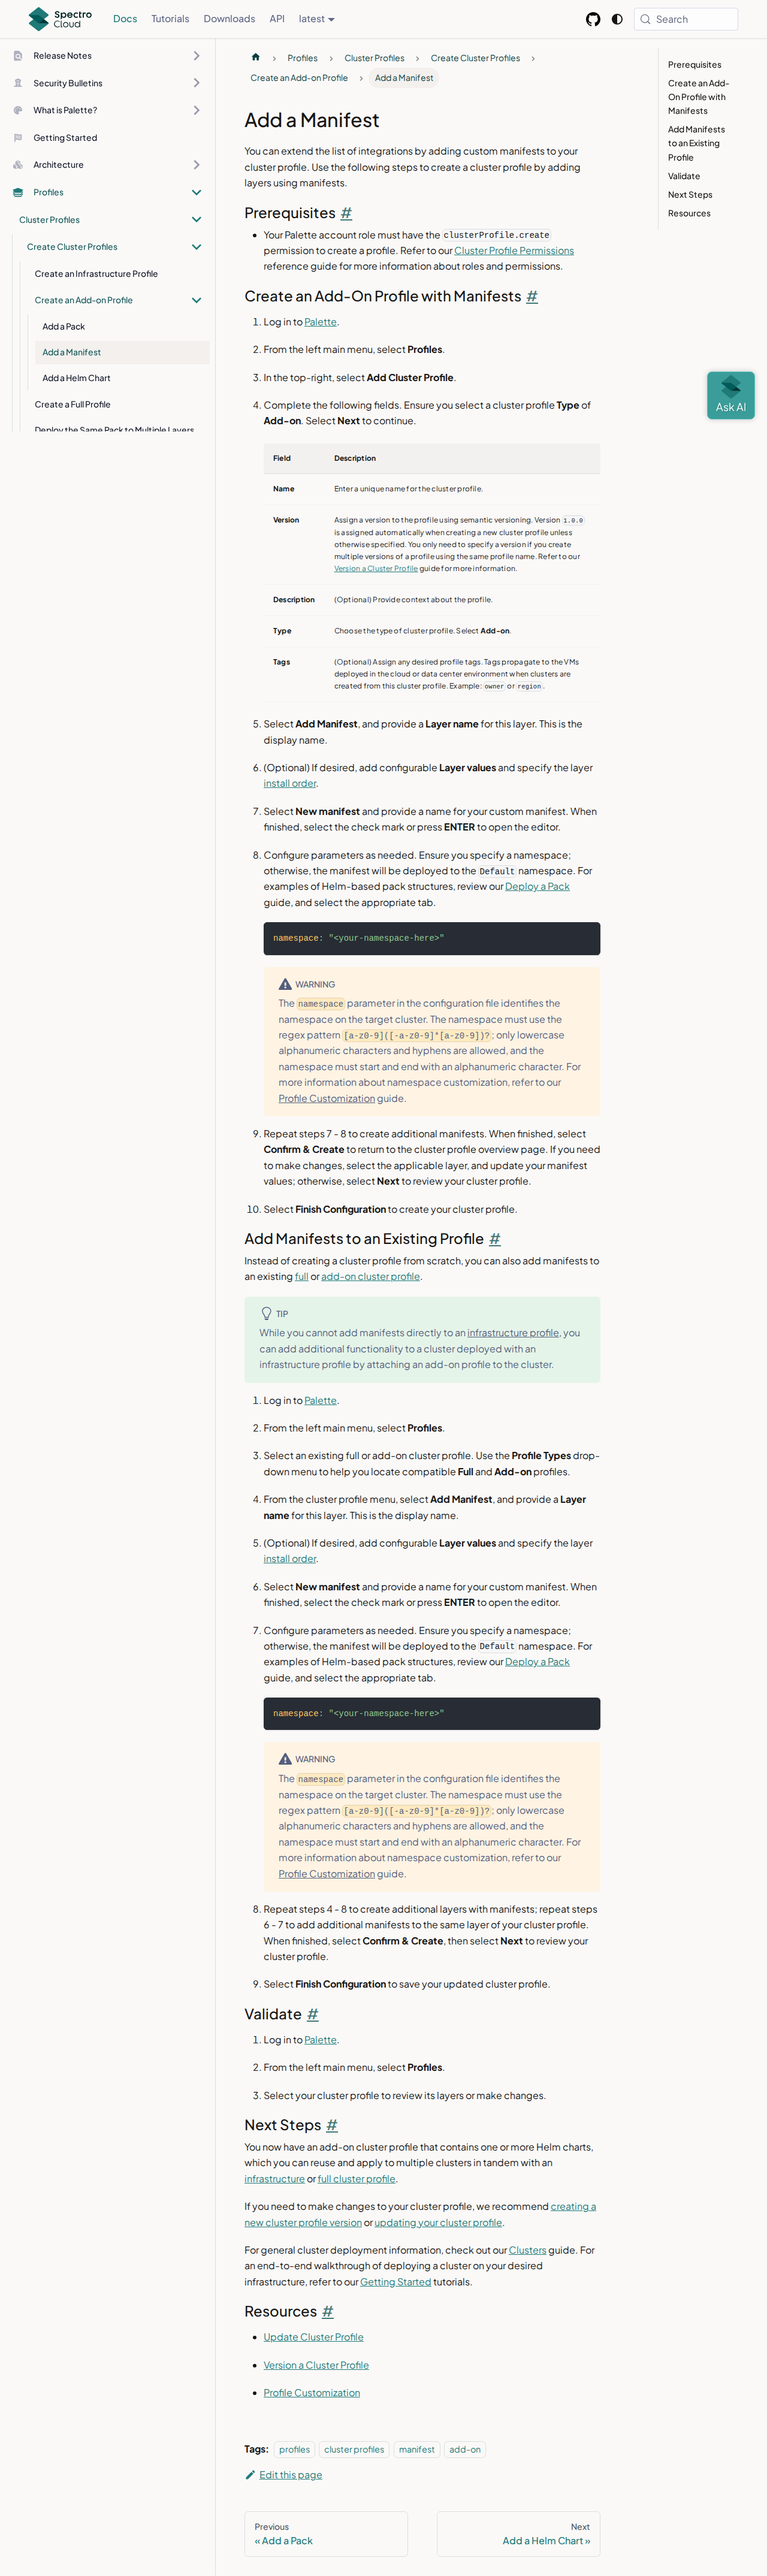 Spectro Cloud
Docs
Tutorials
Downloads
API
latest
Search
Release Notes
Security Bulletins
What is Palette?
Getting Started
Architecture
Profiles
Cluster Profiles
Create Cluster Profiles
Create an Infrastructure Profile
Create an Add-on Profile
Add a Pack
Add a Manifest
Add a Helm Chart
Create a Full Profile
Deploy the Same Pack to Multiple Layers
Profiles
Cluster Profiles
Create Cluster Profiles
Create an Add-on Profile
Add a Manifest
Add a Manifest
You can extend the list of integrations by adding custom manifests to your
cluster profile. Use the following steps to create a cluster profile by adding
layers using manifests.
Prerequisites #
Your Palette account role must have the clusterProfile.create
permission to create a profile. Refer to our Cluster Profile Permissions
reference guide for more information about roles and permissions.
Create an Add-On Profile with Manifests #
1. Log in to Palette.
2. From the left main menu, select Profiles.
3. In the top-right, select Add Cluster Profile.
4. Complete the following fields. Ensure you select a cluster profile Type of
Add-on. Select Next to continue.
Field Description
Name Enter a unique name for the cluster profile.
Version Assign a version to the profile using semantic versioning. Version 1.0.0
is assigned automatically when creating a new cluster profile unless
otherwise specified. You only need to specify a version if you create
multiple versions of a profile using the same profile name. Refer to our
Version a Cluster Profile guide for more information.
Description (Optional) Provide context about the profile.
Type Choose the type of cluster profile. Select Add-on.
Tags (Optional) Assign any desired profile tags. Tags propagate to the VMs
deployed in the cloud or data center environment when clusters are
created from this cluster profile. Example: owner or region.
5. Select Add Manifest, and provide a Layer name for this layer. This is the
display name.
6. (Optional) If desired, add configurable Layer values and specify the layer
install order.
7. Select New manifest and provide a name for your custom manifest. When
finished, select the check mark or press ENTER to open the editor.
8. Configure parameters as needed. Ensure you specify a namespace;
otherwise, the manifest will be deployed to the Default namespace. For
examples of Helm-based pack structures, review our Deploy a Pack
guide, and select the appropriate tab.
namespace: "<your-namespace-here>"
WARNING
The namespace parameter in the configuration file identifies the
namespace on the target cluster. The namespace must use the
regex pattern [a-z0-9]([-a-z0-9]*[a-z0-9])?; only lowercase
alphanumeric characters and hyphens are allowed, and the
namespace must start and end with an alphanumeric character. For
more information about namespace customization, refer to our
Profile Customization guide.
9. Repeat steps 7 - 8 to create additional manifests. When finished, select
Confirm & Create to return to the cluster profile overview page. If you need
to make changes, select the applicable layer, and update your manifest
values; otherwise, select Next to review your cluster profile.
10. Select Finish Configuration to create your cluster profile.
Add Manifests to an Existing Profile #
Instead of creating a cluster profile from scratch, you can also add manifests to
an existing full or add-on cluster profile.
TIP
While you cannot add manifests directly to an infrastructure profile, you
can add additional functionality to a cluster deployed with an
infrastructure profile by attaching an add-on profile to the cluster.
1. Log in to Palette.
2. From the left main menu, select Profiles.
3. Select an existing full or add-on cluster profile. Use the Profile Types drop-
down menu to help you locate compatible Full and Add-on profiles.
4. From the cluster profile menu, select Add Manifest, and provide a Layer
name for this layer. This is the display name.
5. (Optional) If desired, add configurable Layer values and specify the layer
install order.
6. Select New manifest and provide a name for your custom manifest. When
finished, select the check mark or press ENTER to open the editor.
7. Configure parameters as needed. Ensure you specify a namespace;
otherwise, the manifest will be deployed to the Default namespace. For
examples of Helm-based pack structures, review our Deploy a Pack
guide, and select the appropriate tab.
namespace: "<your-namespace-here>"
WARNING
The namespace parameter in the configuration file identifies the
namespace on the target cluster. The namespace must use the
regex pattern [a-z0-9]([-a-z0-9]*[a-z0-9])?; only lowercase
alphanumeric characters and hyphens are allowed, and the
namespace must start and end with an alphanumeric character. For
more information about namespace customization, refer to our
Profile Customization guide.
8. Repeat steps 4 - 8 to create additional layers with manifests; repeat steps
6 - 7 to add additional manifests to the same layer of your cluster profile.
When finished, select Confirm & Create, then select Next to review your
cluster profile.
9. Select Finish Configuration to save your updated cluster profile.
Validate #
1. Log in to Palette.
2. From the left main menu, select Profiles.
3. Select your cluster profile to review its layers or make changes.
Next Steps #
You now have an add-on cluster profile that contains one or more Helm charts,
which you can reuse and apply to multiple clusters in tandem with an
infrastructure or full cluster profile.
If you need to make changes to your cluster profile, we recommend creating a
new cluster profile version or updating your cluster profile.
For general cluster deployment information, check out our Clusters guide. For
an end-to-end walkthrough of deploying a cluster on your desired
infrastructure, refer to our Getting Started tutorials.
Resources #
Update Cluster Profile
Version a Cluster Profile
Profile Customization
Tags: profiles cluster profiles manifest add-on
Edit this page
Previous
« Add a Pack
Next
Add a Helm Chart »
Prerequisites
Create an Add-
On Profile with
Manifests
Add Manifests
to an Existing
Profile
Validate
Next Steps
Resources
Ask AI